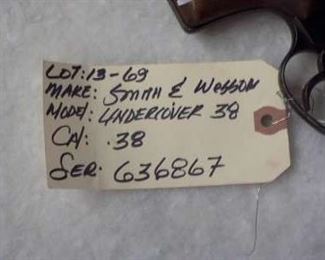 LOT: 13-69
MAKE: SMITH & WESSON
MODEL: UNDERCOVER 38
CAL: .38
SER. 636867